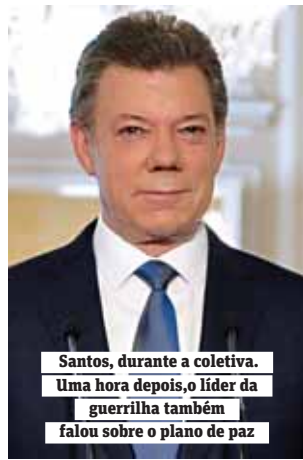 Santos, durante a coletiva.
Uma hora depois,o líder da
guerrilha também
falou sobre o plano de paz